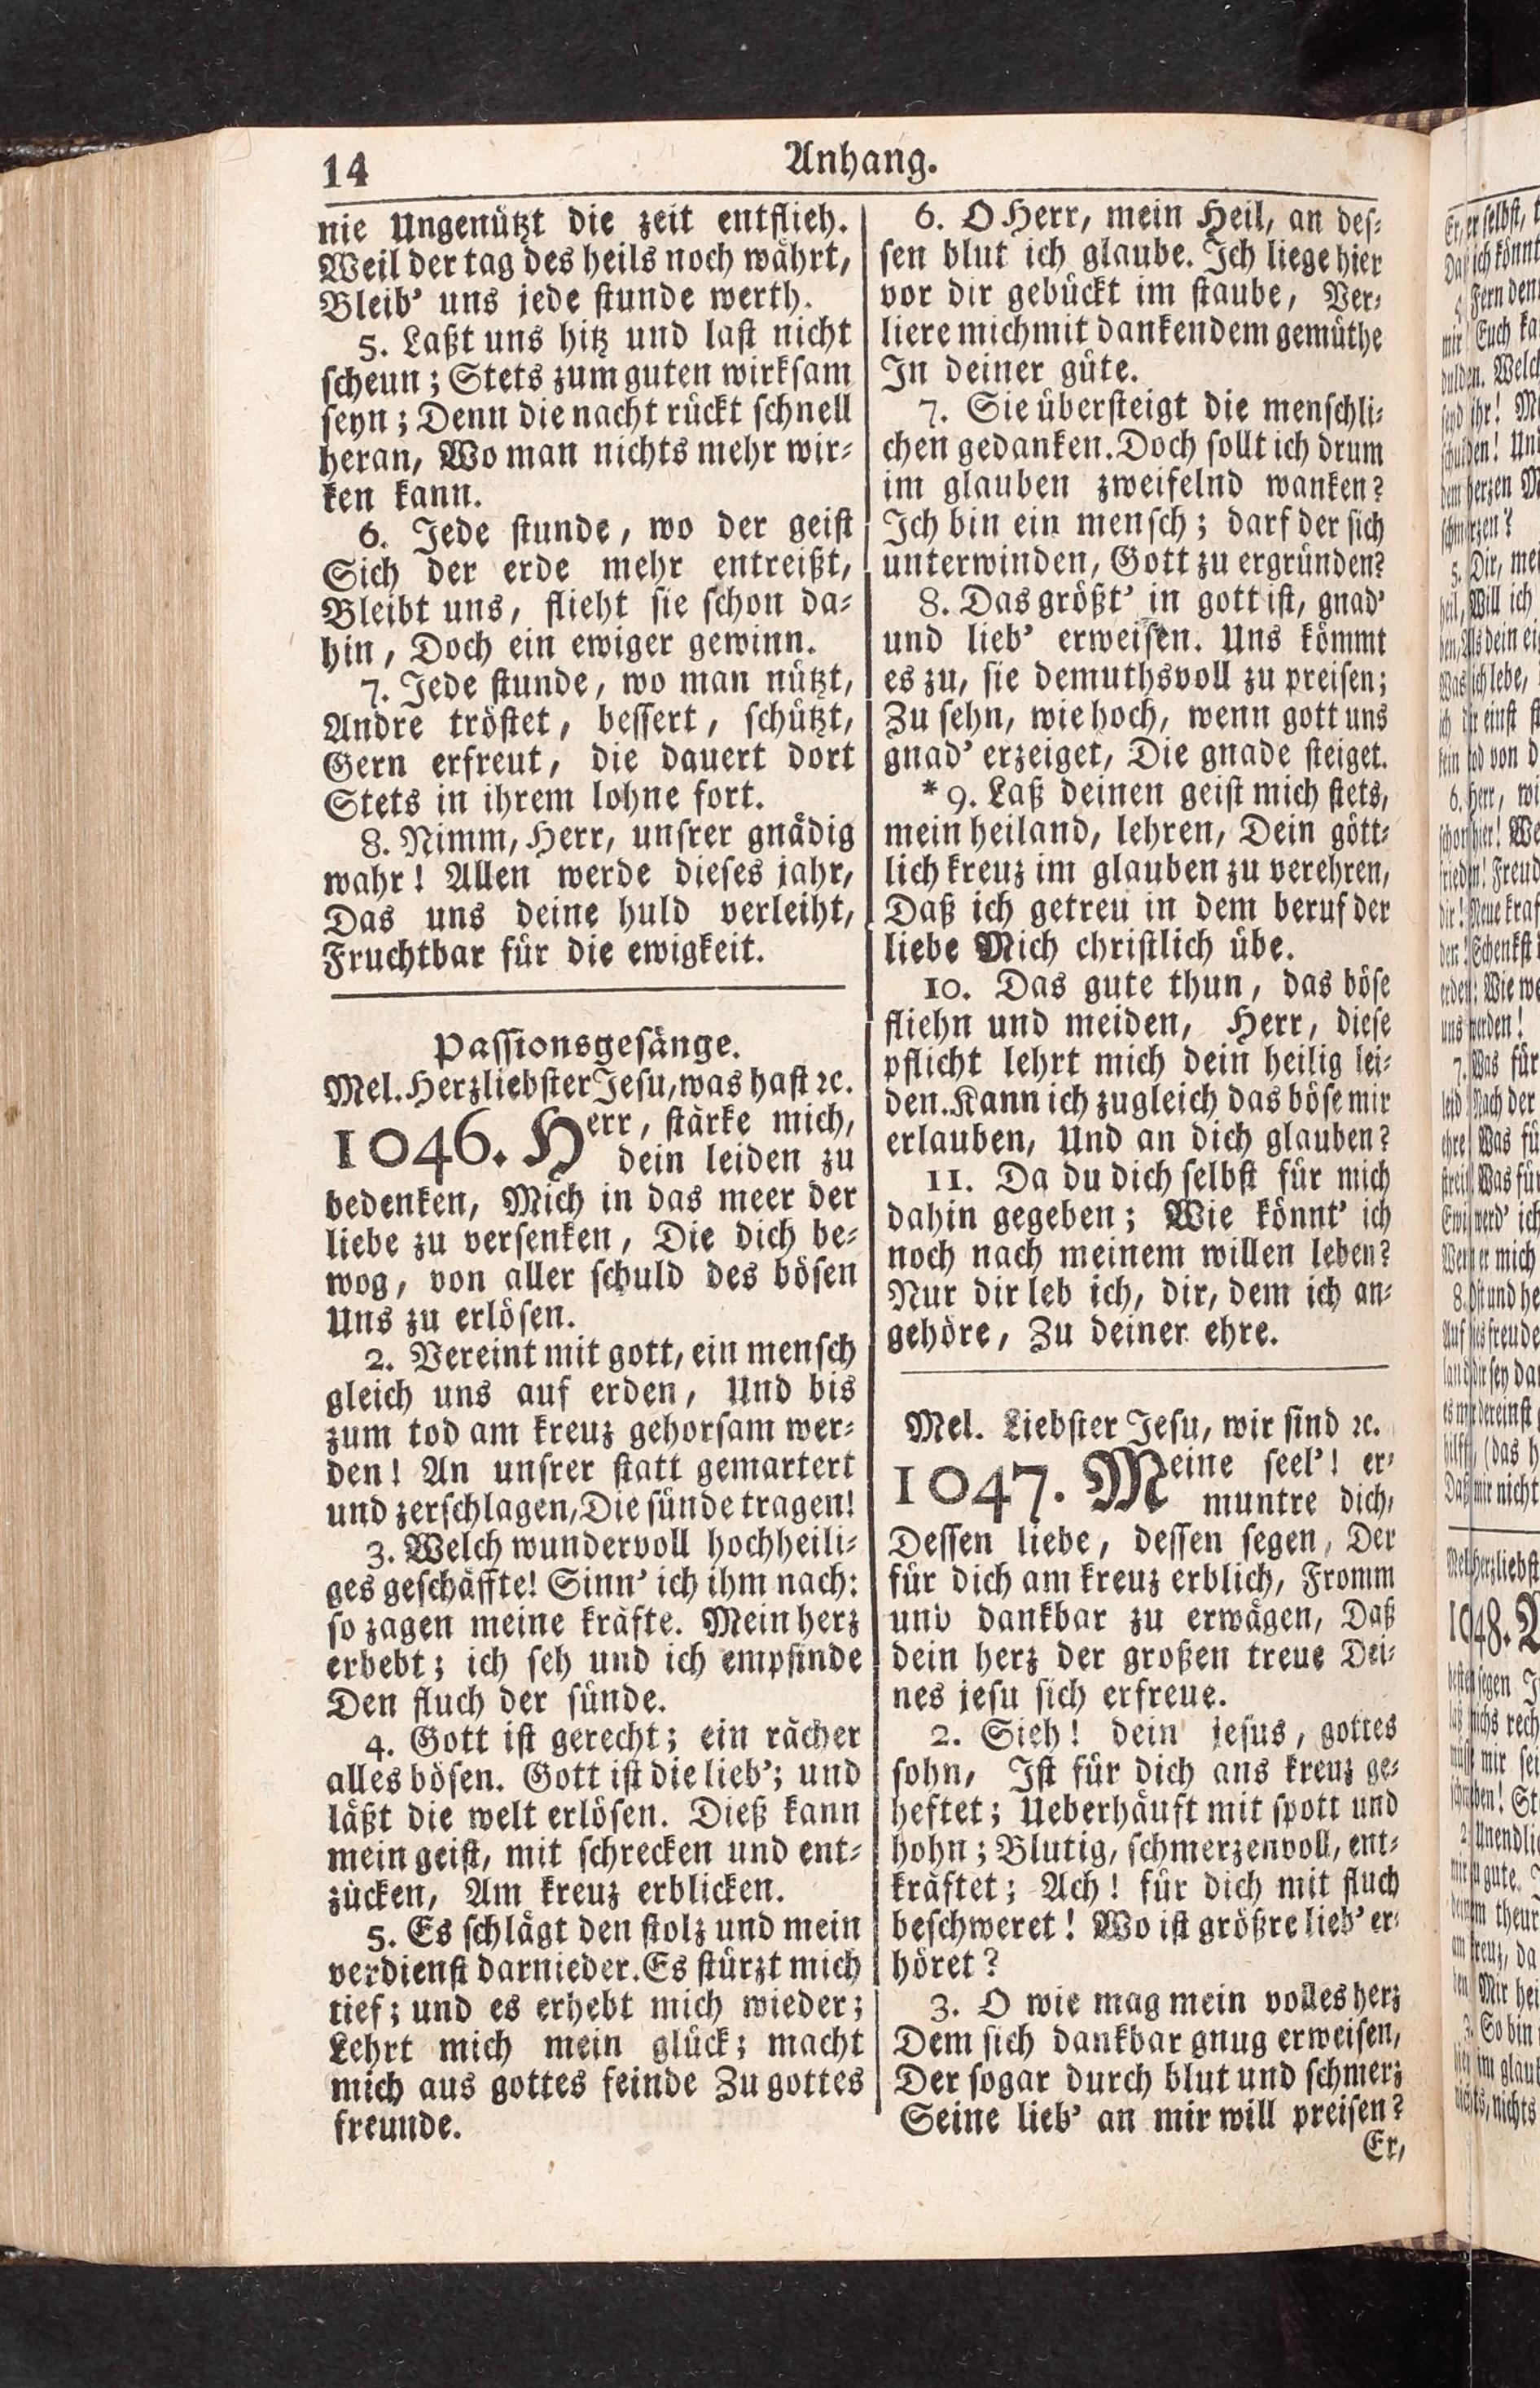 14
Anhang.
nie Ungenützt die zeit entflieh.
Weil der tag des heils noch währt,
Bleib' uns jede stunde werth.
5. Laßt uns hitz und last nicht
scheun; Stets zum guten wirksam
seyn; Denn die nacht rückt schnell
heran, Wo man nichts mehr wir-
ken kann.
6. Jede stunde, wo der geist
Sich der erde mehr entreißt,
Bleibt uns, flieht sie schon da-
hin, Doch ein ewiger gewinn.
7. Jede stunde, wo man nützt,
Andre tröstet, bessert, schützt,
Gern erfreut, die dauert dort
Stets in ihrem lohne fort.
8. Nimm, Herr, unsrer gnädig
wahr! Allen werde dieses jahr,
Das uns deine huld verleiht,
Fruchtbar für die ewigkeit.
Passionsgesänge.
Mel. Herzliebster Jesu, was hast ꝛc.
1046. Herr, stärke mich,
dein leiden zu
bedenken, Mich in das meer der
liebe zu versenken, Die dich be-
wog, von aller schuld des bösen
Uns zu erlösen.
2. Vereint mit gott, ein mensch
gleich uns auf erden, Und bis
zum tod am kreuz gehorsam wer-
den! An unsrer statt gemartert
und zerschlagen, Die sünde tragen!
3. Welch wundervoll hochheili-
ges geschäffte! Sinn' ich ihm nach:
so zagen meine kräfte. Mein herz
erbebt; ich seh und ich empfinde
Den fluch der sünde.
4. Gott ist gerecht; ein rächer
alles bösen. Gott ist die lieb'; und
läßt die welt erlösen. Dieß kann
mein geist, mit schrecken und ent-
zücken, Am kreuz erblicken.
5. Es schlägt den stolz und mein
verdienst darnieder. Es stürzt mich
tief; und es erhebt mich wieder;
Lehrt mich mein glück; macht
mich aus gottes feinde Zu gottes
freunde.
6. O Herr, mein Heil, an des-
sen blut ich glaube. Ich liege hier
vor dir gebückt im staube, Ver-
liere mich mit dankendem gemüthe
In deiner güte.
7. Sie übersteigt die menschli-
chen gedanken. Doch sollt ich drum
im glauben zweifelnd wanken?
Ich bin ein mensch; darf der sich
unterwinden, Gott zu ergründen?
8. Das größt' in gott ist, gnad'
und lieb' erweisen. Uns kömmt
es zu, sie demuthsvoll zu preisen;
Zu sehn, wie hoch, wenn gott uns
gnad' erzeiget, Die gnade steiget.
* 9. Laß deinen geist mich stets,
mein heiland, lehren, Dein gött-
lich kreuz im glauben zu verehren,
Daß ich getreu in dem beruf der
liebe Mich christlich übe.
10. Das gute thun, das böse
fliehn und meiden, Herr, diese
pflicht lehrt mich dein heilig lei-
den. Kann ich zugleich das böse mir
erlauben, Und an dich glauben?
11. Da du dich selbst für mich
dahin gegeben; Wie könnt' ich
noch nach meinem willen leben?
Nur dir leb ich, dir, dem ich an-
gehöre, Zu deiner ehre.
Mel. Liebster Jesu, wir sind ꝛc.
1047. Meine seel'! er-
muntre dich,
Dessen liebe, dessen segen, Der
für dich am kreuz erblich, Fromm
und dankbar zu erwägen, Daß
dein herz der großen treue Dei-
nes jesu sich erfreue.
2. Sieh! dein jesus, gottes
sohn, Ist für dich ans kreuz ge-
heftet; Ueberhäuft mit spott und
hohn; Blutig, schmerzenvoll, ent-
kräftet; Ach! für dich mit fluch
beschweret! Wo ist größre lieb' er-
höret?
3. O wie mag mein volles herz
Dem sich dankbar gnug erweisen,
Der sogar durch blut und schmerz
Seine lieb' an mir will preisen?
Er,